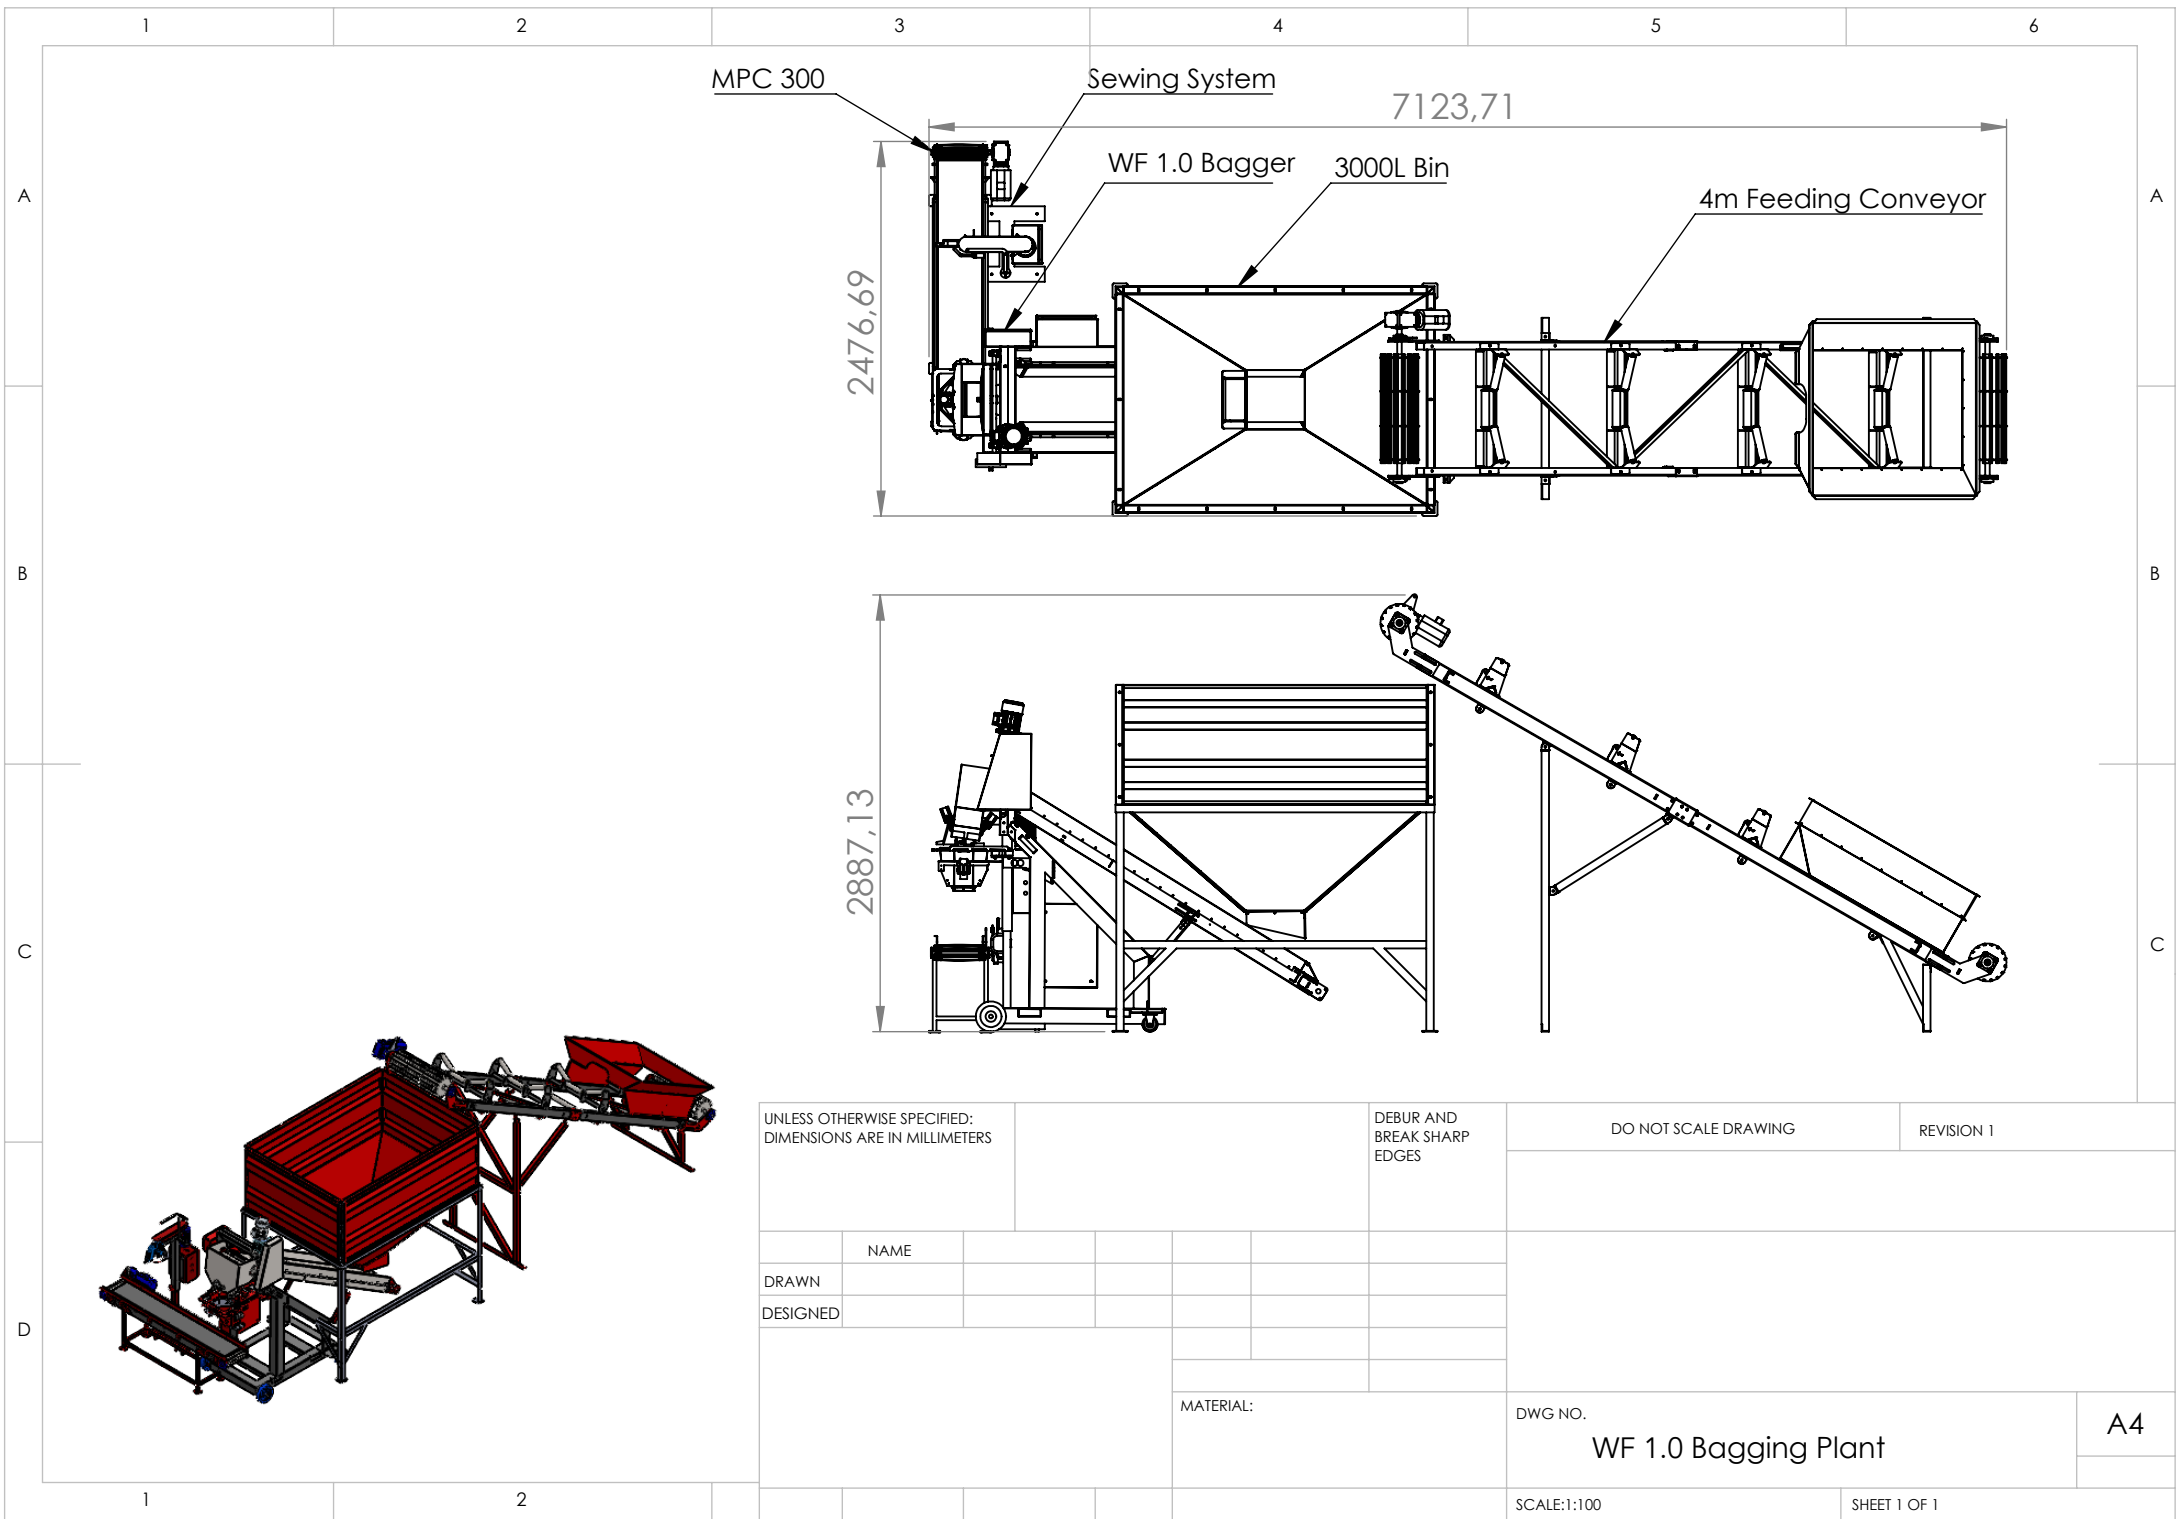 1 2 3 4 5 6
MPC 300
Sewing System
7123,71
WF 1.0 Bagger
3000L Bin
4m Feeding Conveyor
A
A
2476,69
B
B
2887,13
C
C
UNLESS OTHERWISE SPECIFIED:
DIMENSIONS ARE IN MILLIMETERS
DEBUR AND
BREAK SHARP
EDGES
DO NOT SCALE DRAWING
REVISION 1
NAME
DRAWN
DESIGNED
D
MATERIAL:
DWG NO.
WF 1.0 Bagging Plant
A4
1 2
SCALE:1:100
SHEET 1 OF 1